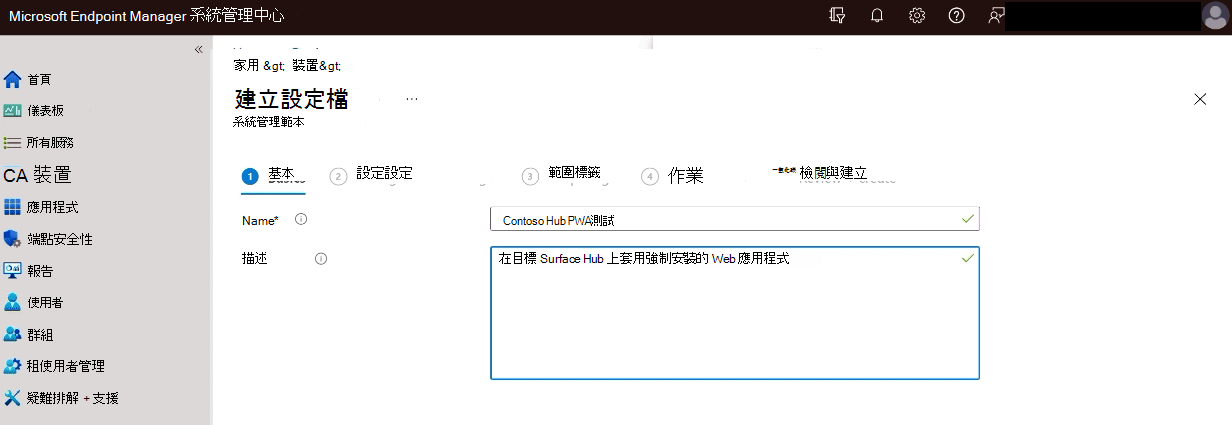 Microsoft Endpoint Manager 系統管理中心
«
家用 &gt; 裝置&gt;
首頁
儀表板
所有服務
CA 裝置
應用程式
端點安全性
報告
使用者
群組
租使用者管理
疑難排解 + 支援
建立設定檔 ...
系統管理範本
1 基本
2 設定設定
3 範圍標籤
4 作業
檢閱與建立
Name*
Contoso Hub PWA測試
描述
在目標 Surface Hub 上套用強制安裝的 Web 應用程式